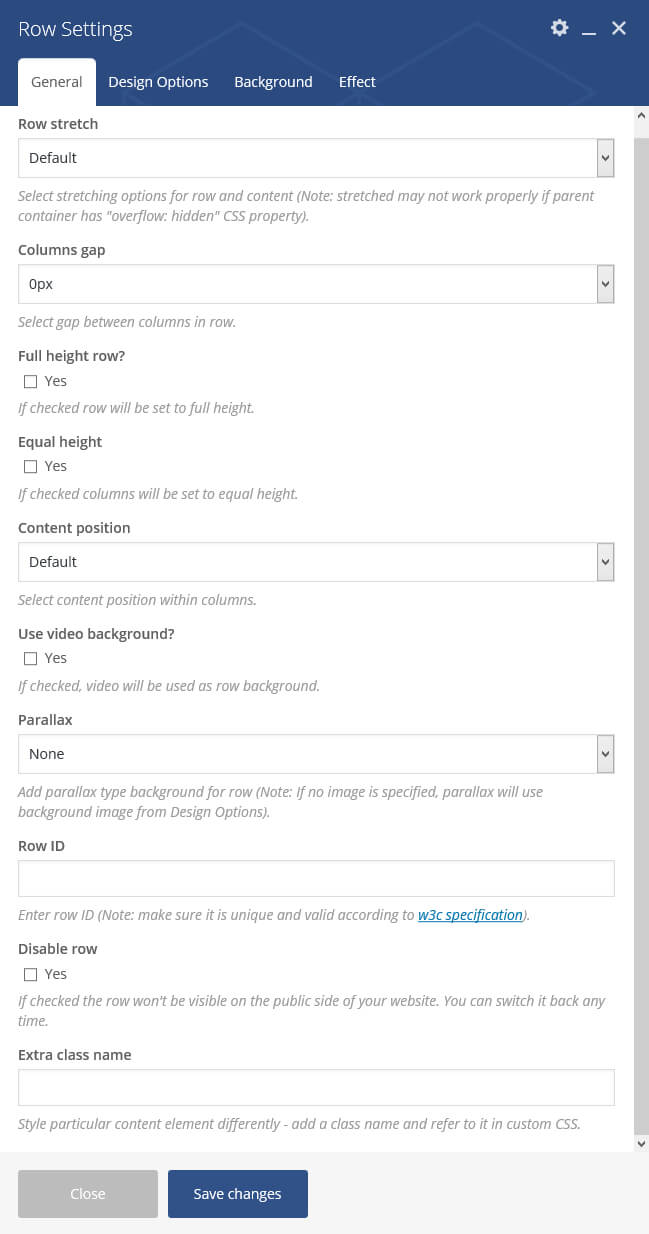 Row Settings
General Design Options Background Effect
Row stretch
Default
Select stretching options for row and content (Note: stretched may not work properly if parent
container has "overflow: hidden" CSS property).
Columns gap
0px
Select gap between columns in row.
Full height row?
Yes
If checked row will be set to full height.
Equal height
Yes
If checked columns will be set to equal height.
Content position
Default
Select content position within columns.
Use video background?
Yes
If checked, video will be used as row background.
Parallax
None
Add parallax type background for row (Note: If no image is specified, parallax will use
background image from Design Options).
Row ID
Enter row ID (Note: make sure it is unique and valid according to w3c specification).
Disable row
Yes
If checked the row won't be visible on the public side of your website. You can switch it back any
time.
Extra class name
Style particular content element differently - add a class name and refer to it in custom CSS.
Close Save changes